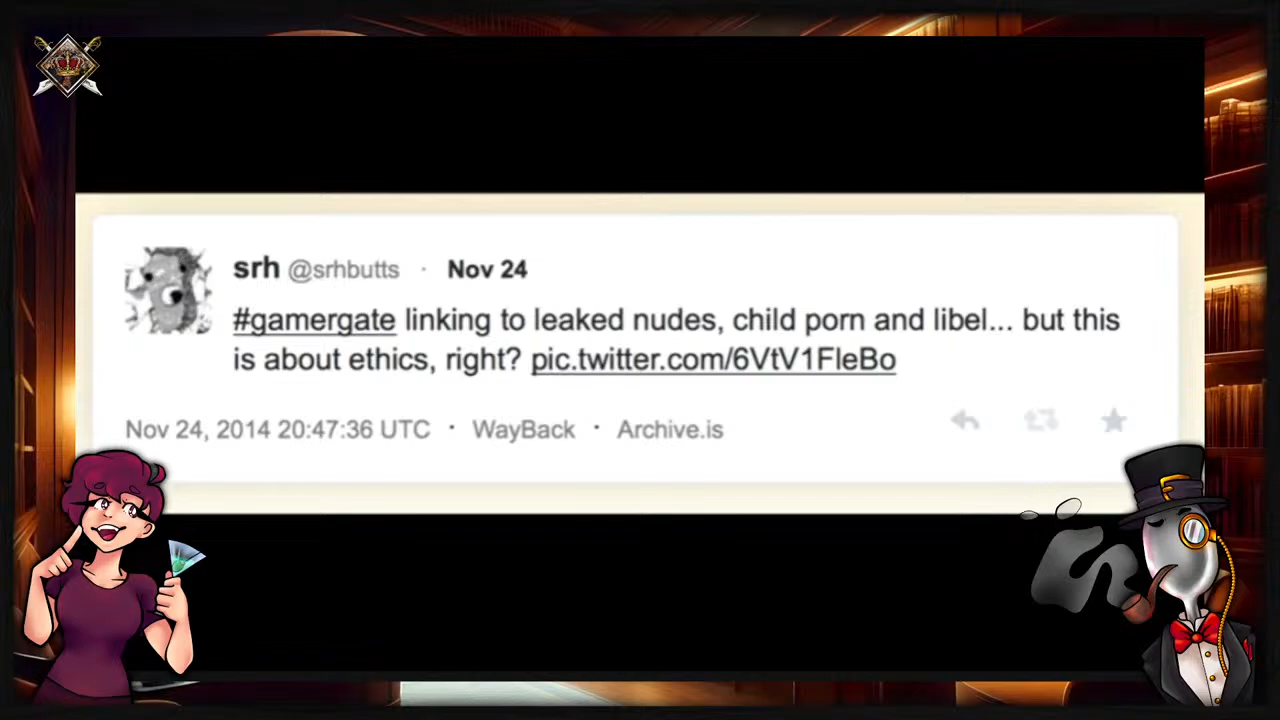 srh @srhbutts · Nov 24
#gamergate linking to leaked nudes, child porn and libel... but this
is about ethics, right? pic.twitter.com/6VtV1FleBo
Nov 24, 2014 20:47:36 UTC · WayBack · Archive.is